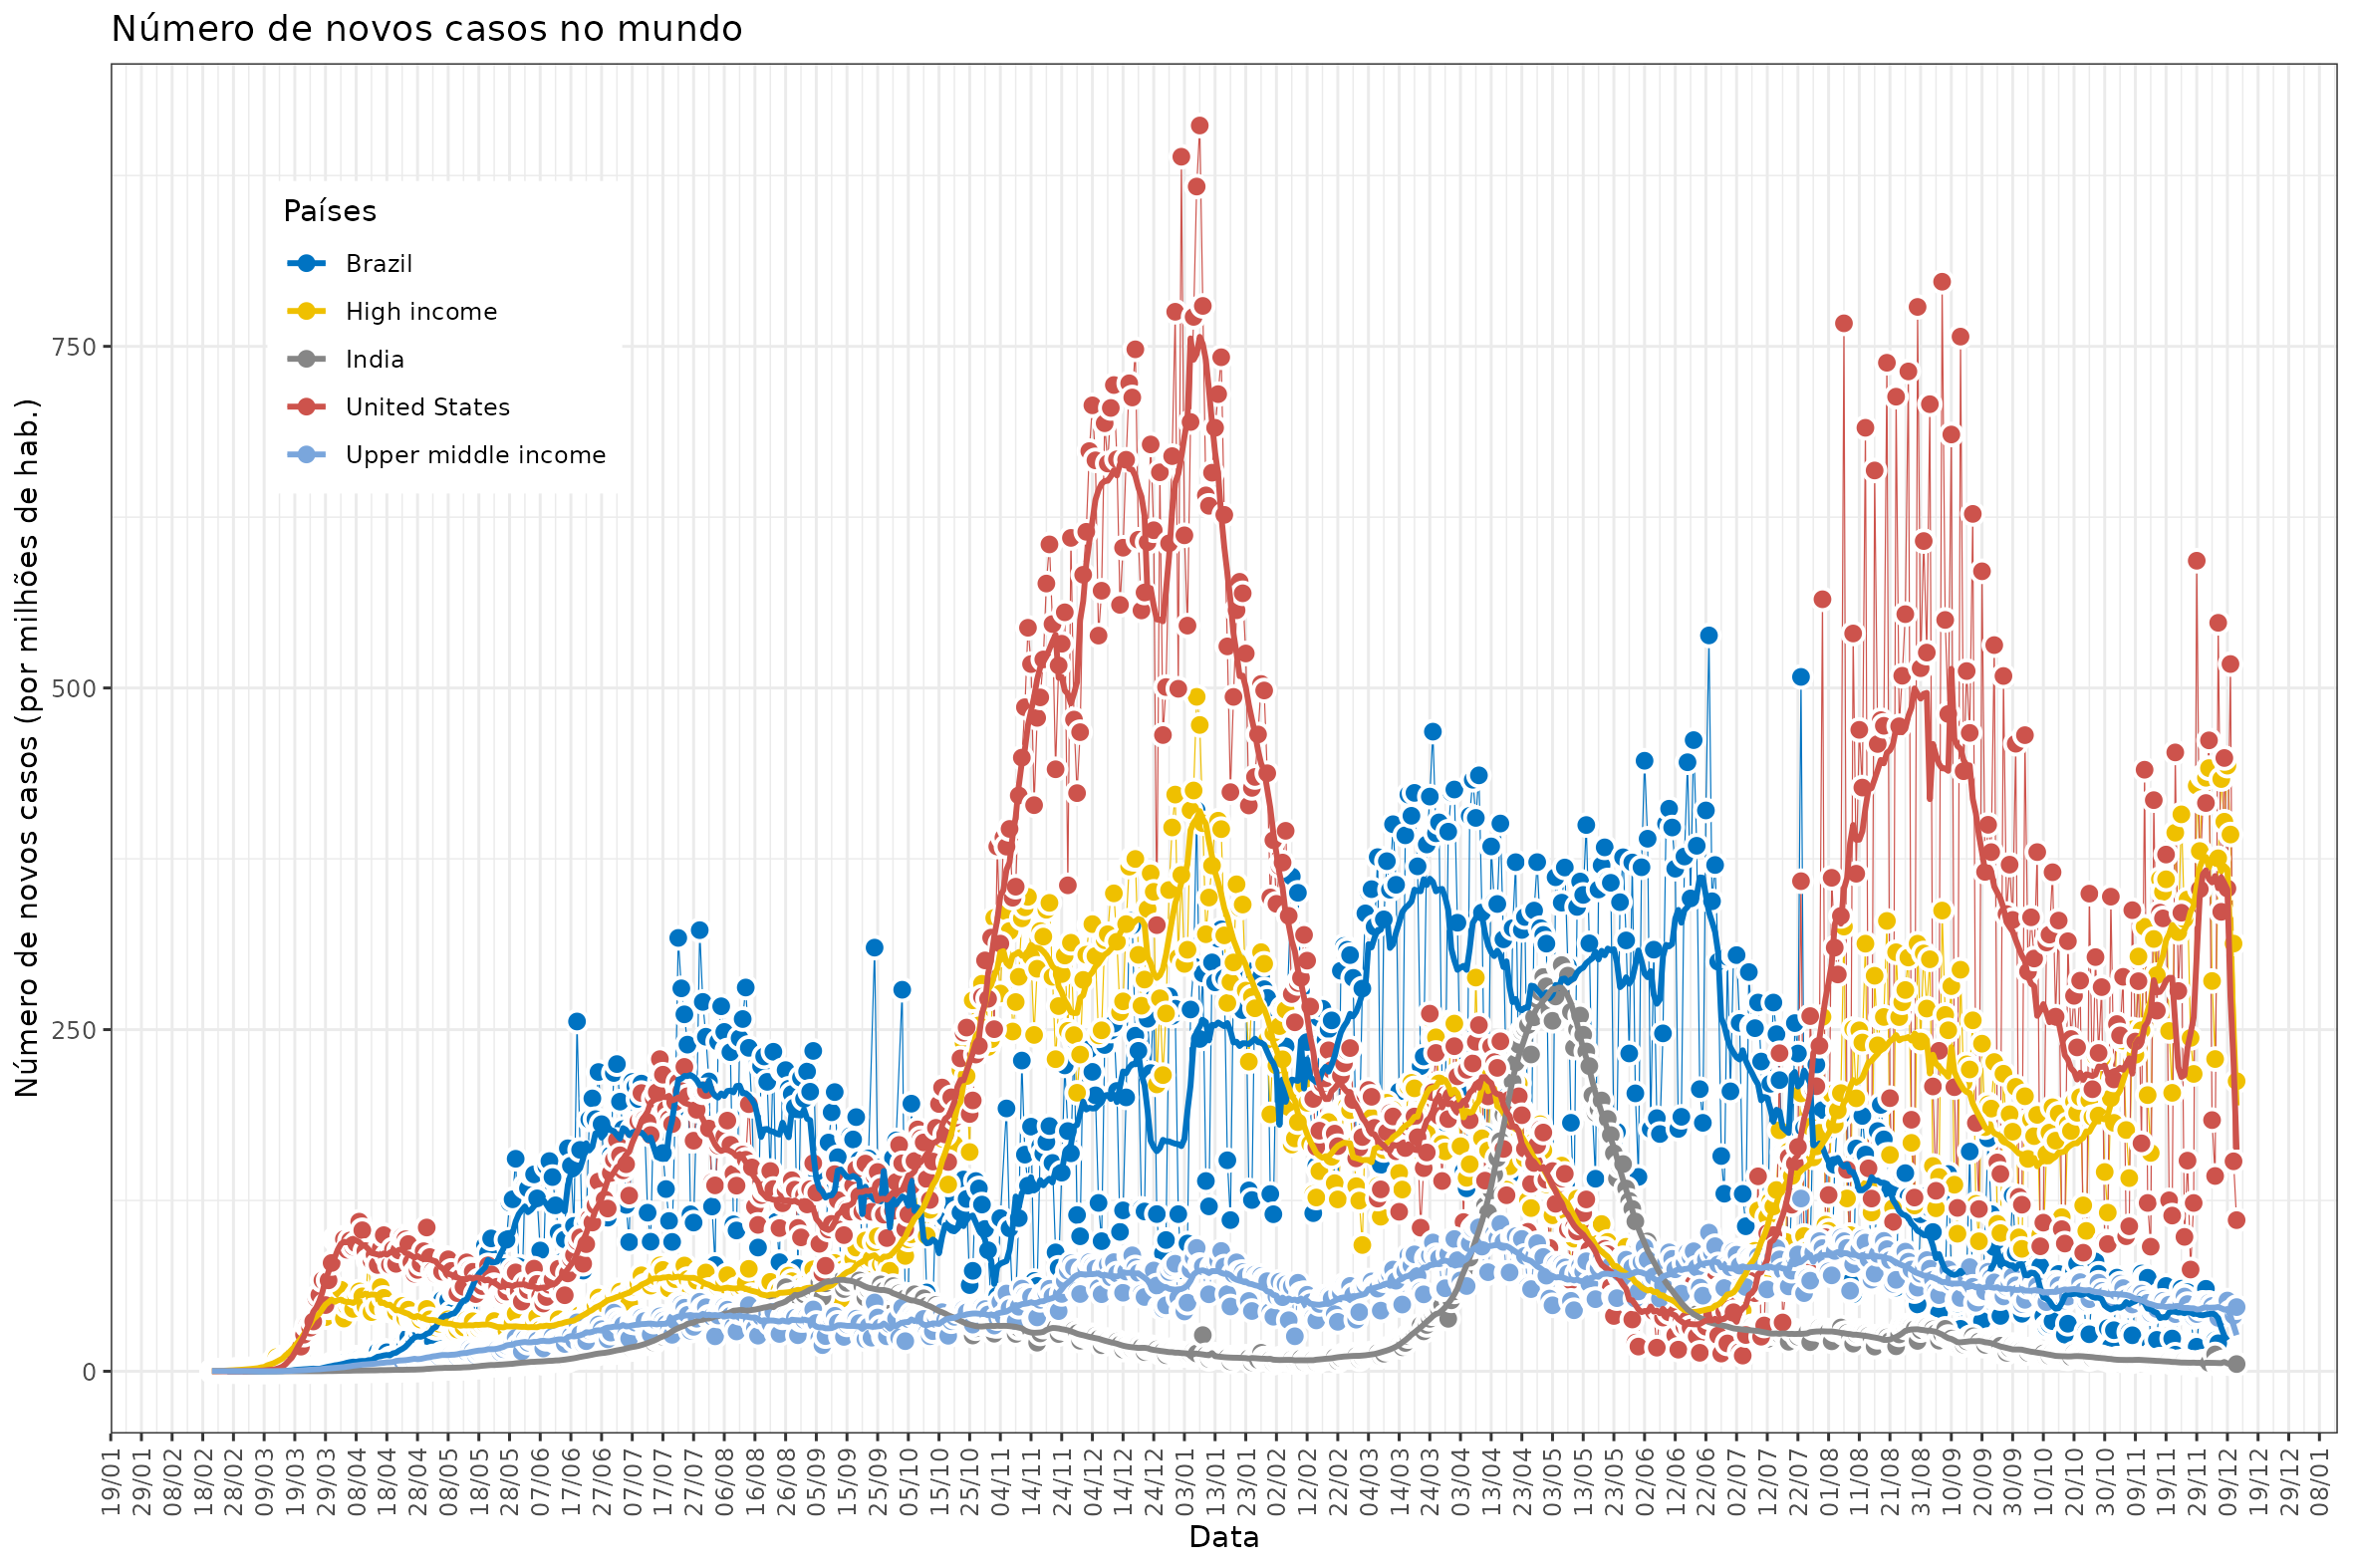 Número de novos casos no mundo
Número de novos casos (por milhões de hab.)
750
500
250
0
Países
Brazil
High income
India
United States
Upper middle income
19/01 29/01 08/02 18/02 28/02 09/03 19/03 29/03 08/04 18/04 28/04 08/05 18/05 28/05 07/06 17/06 27/06 07/07 17/07 27/07 06/08 16/08 26/08 05/09 15/09 25/09 05/10 15/10 25/10 04/11 14/11 24/11 04/12 14/12 24/12 03/01 13/01 23/01 02/02 12/02 22/02 04/03 14/03 24/03 03/04 13/04 23/04 03/05 13/05 23/05 02/06 12/06 22/06 02/07 12/07 22/07 01/08 11/08 21/08 31/08 10/09 20/09 30/09 10/10 20/10 30/10 09/11 19/11 29/11 09/12 19/12 29/12 08/01
Data